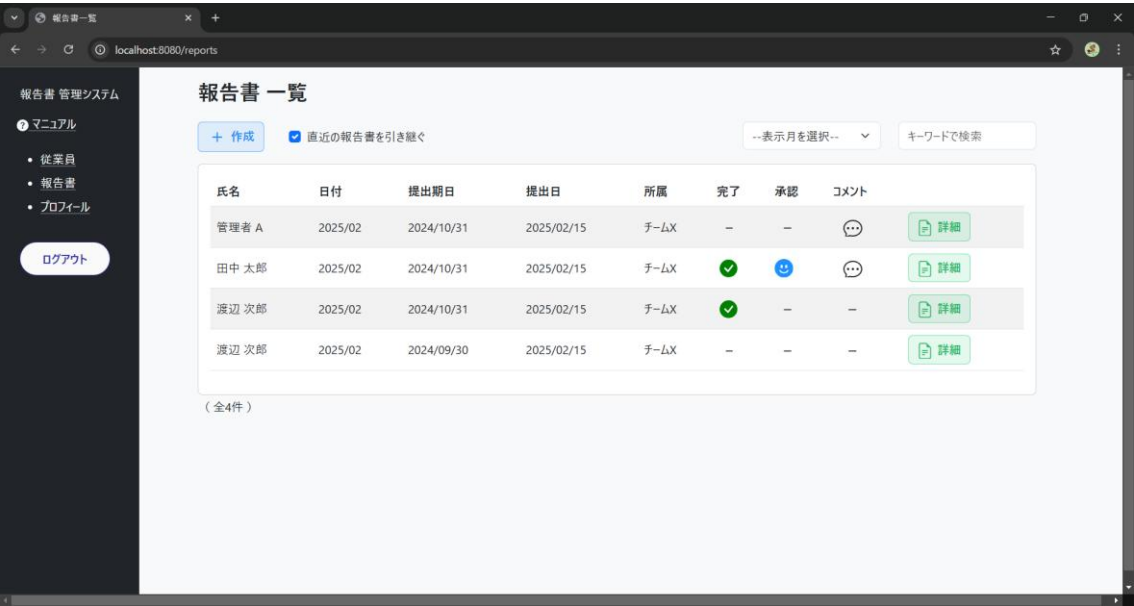 報告書一覧
localhost:8080/reports
報告書 管理システム
マニュアル
従業員
報告書
プロフィール
ログアウト
報告書 一覧
＋ 作成
直近の報告書を引き継ぐ
--表示月を選択--
キーワードで検索
氏名 日付 提出期日 提出日 所属 完了 承認 コメント
管理者 A 2025/02 2024/10/31 2025/02/15 チームX – – 詳細
田中 太郎 2025/02 2024/10/31 2025/02/15 チームX 詳細
渡辺 次郎 2025/02 2024/10/31 2025/02/15 チームX – – 詳細
渡辺 次郎 2025/02 2024/09/30 2025/02/15 チームX – – – 詳細
（ 全4件 ）